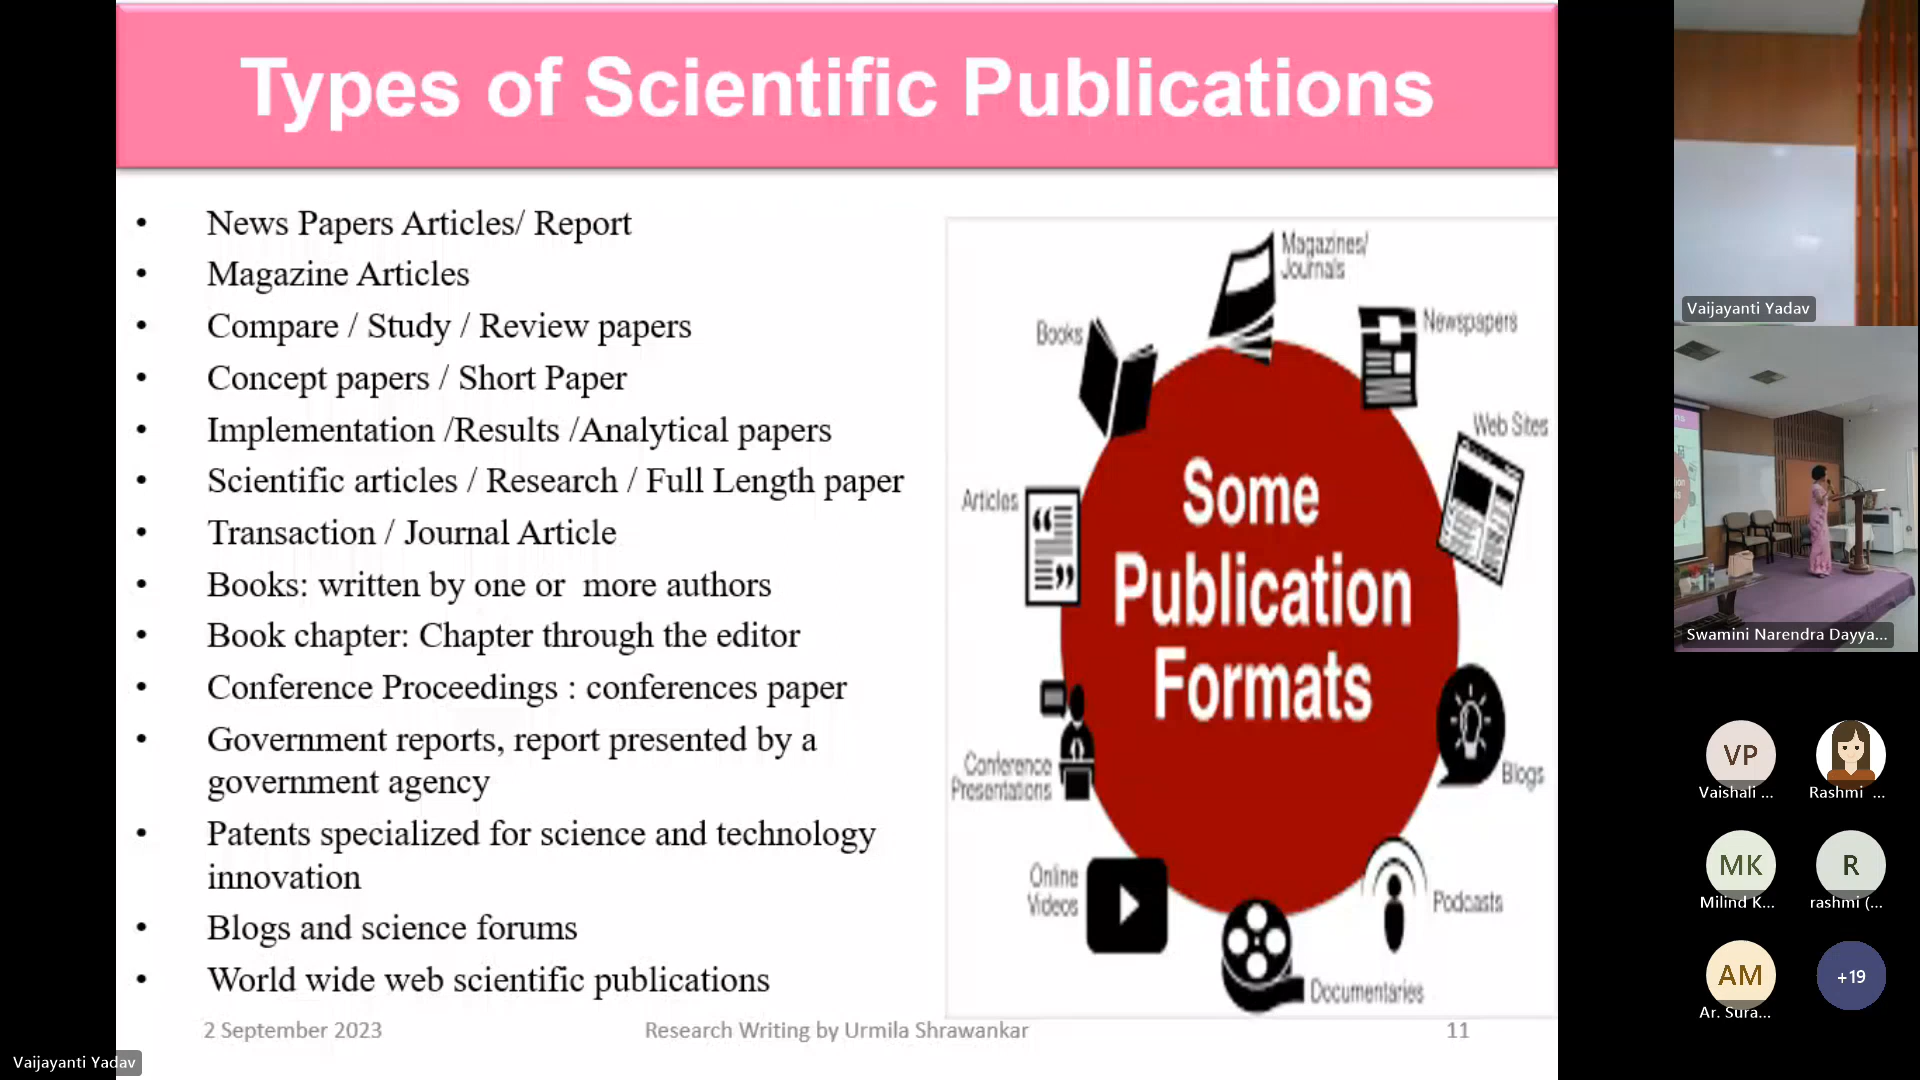 Types of Scientific Publications
• News Papers Articles/ Report
• Magazine Articles
• Compare / Study / Review papers
• Concept papers / Short Paper
• Implementation /Results /Analytical papers
• Scientific articles / Research / Full Length paper
• Transaction / Journal Article
• Books: written by one or  more authors
• Book chapter: Chapter through the editor
• Conference Proceedings : conferences paper
• Government reports, report presented by a
government agency
• Patents specialized for science and technology
innovation
• Blogs and science forums
• World wide web scientific publications
Magazines/
Journals
Books
Newspapers
Web Sites
Articles
Some
Publication
Formats
Conference
Presentations
Blogs
Online
Videos
Podcasts
Documentaries
2 September 2023
Research Writing by Urmila Shrawankar
11
Vaijayanti Yadav
Vaijayanti Yadav
Swamini Narendra Dayya...
VP
Vaishali ...
Rashmi ...
MK
Milind K...
R
rashmi (...
AM
Ar. Sura...
+19